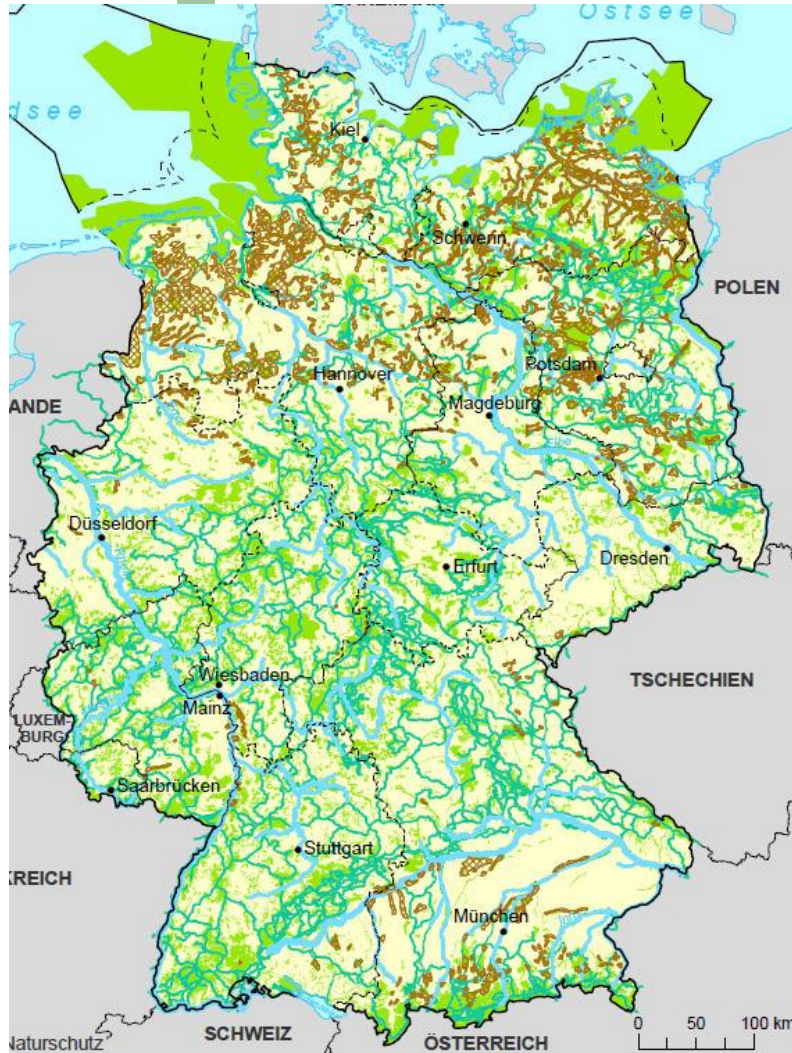 Ostsee
dsee
Kiel
Schwerin
POLEN
Potsdam
Hannover
Magdeburg
ANDE
Elbe
Düsseldorf
Erfurt
Dresden
Wiesbaden
Mainz
TSCHECHIEN
LUXEM-
BURG
Saarbrücken
Stuttgart
KREICH
München
0 50 100 km
Naturschutz
SCHWEIZ
ÖSTERREICH